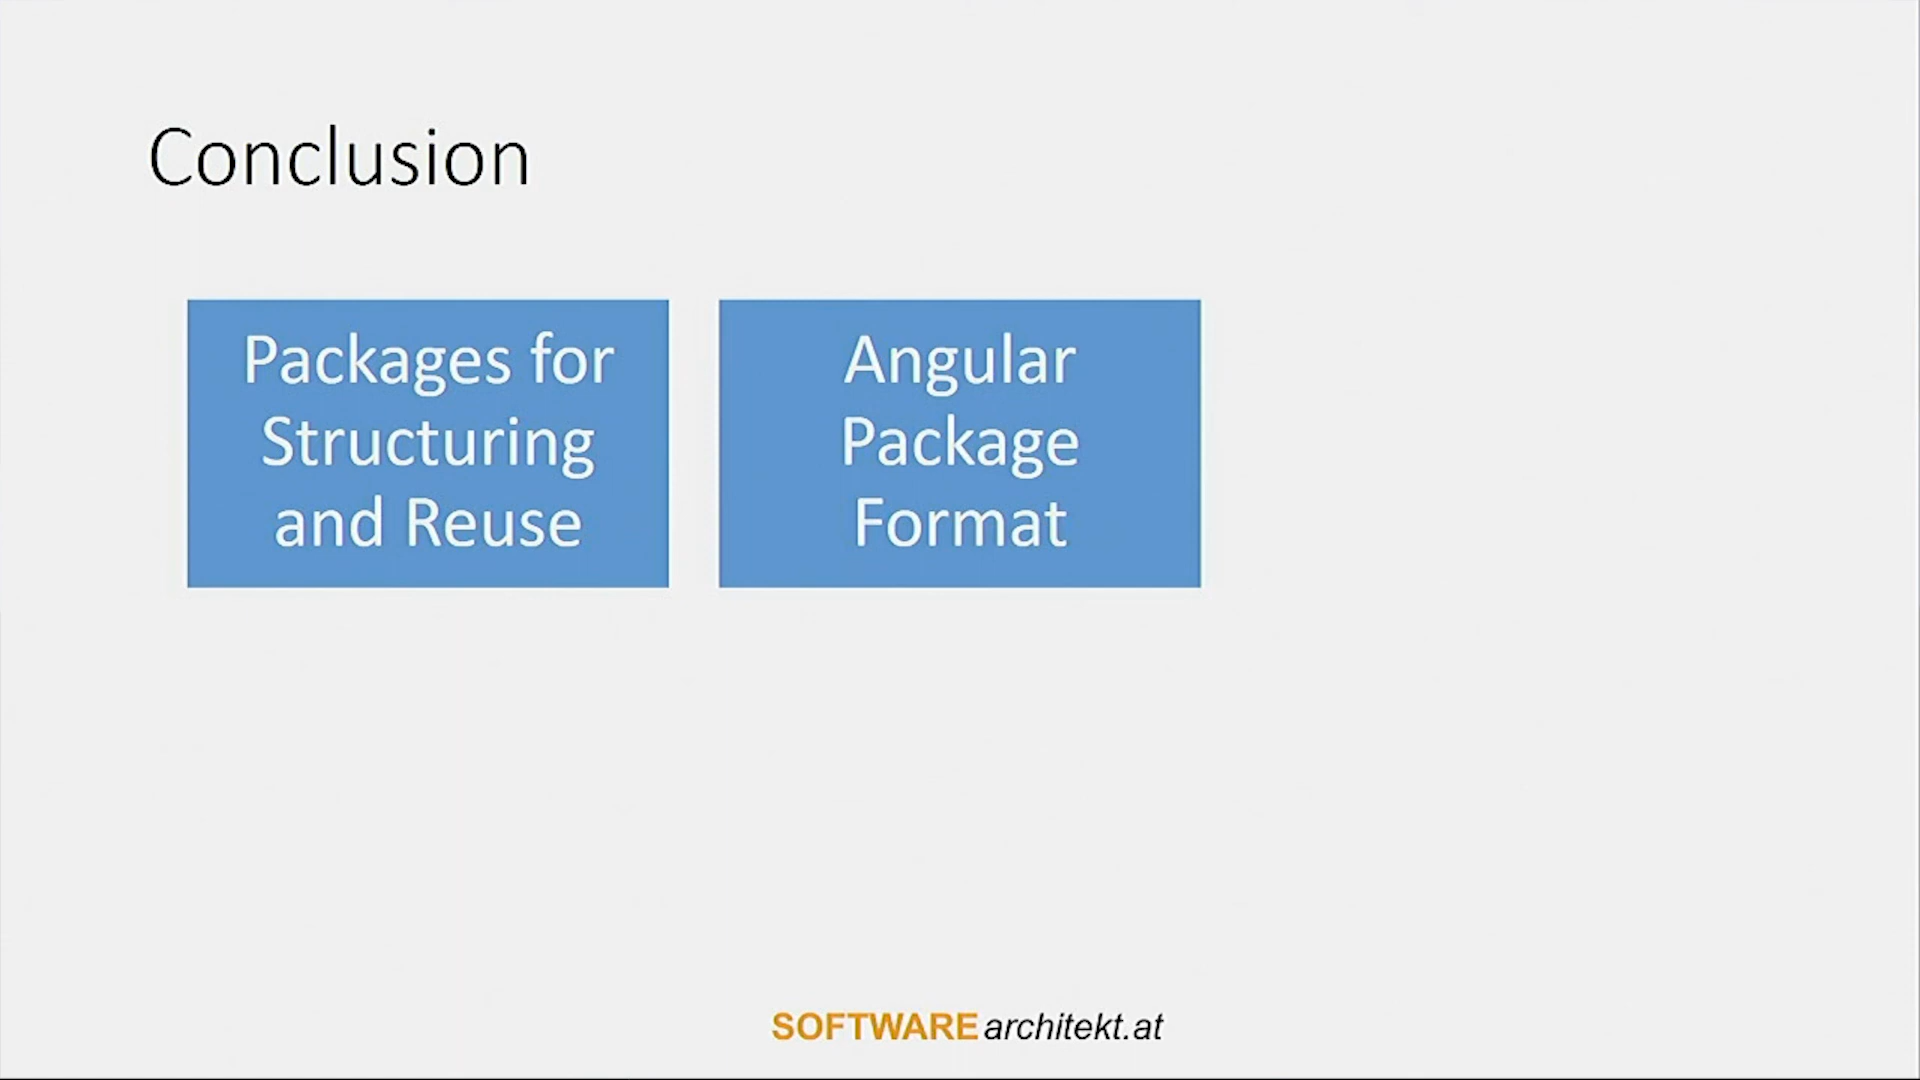 Conclusion
Packages for
Structuring
and Reuse
Angular
Package
Format
SOFTWAREarchitekt.at